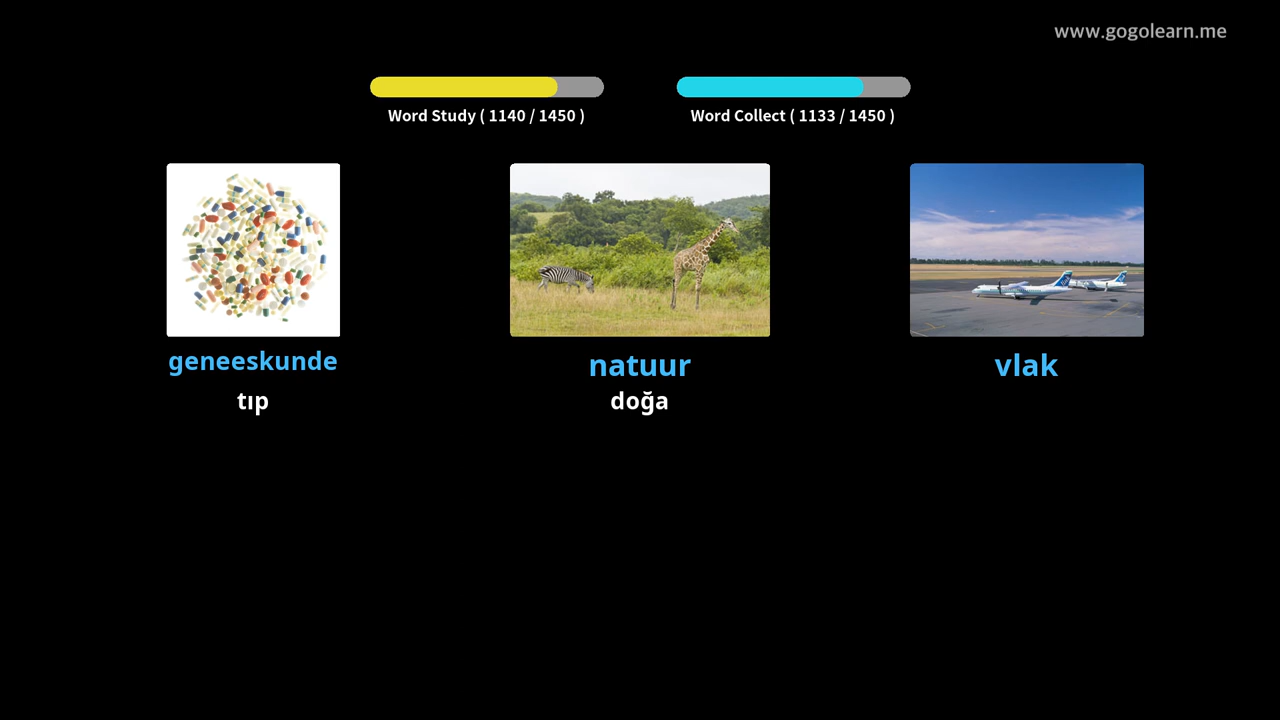 www.gogolearn.me
Word Study ( 1140 / 1450 )
Word Collect ( 1133 / 1450 )
geneeskunde
natuur
vlak
tıp
doğa